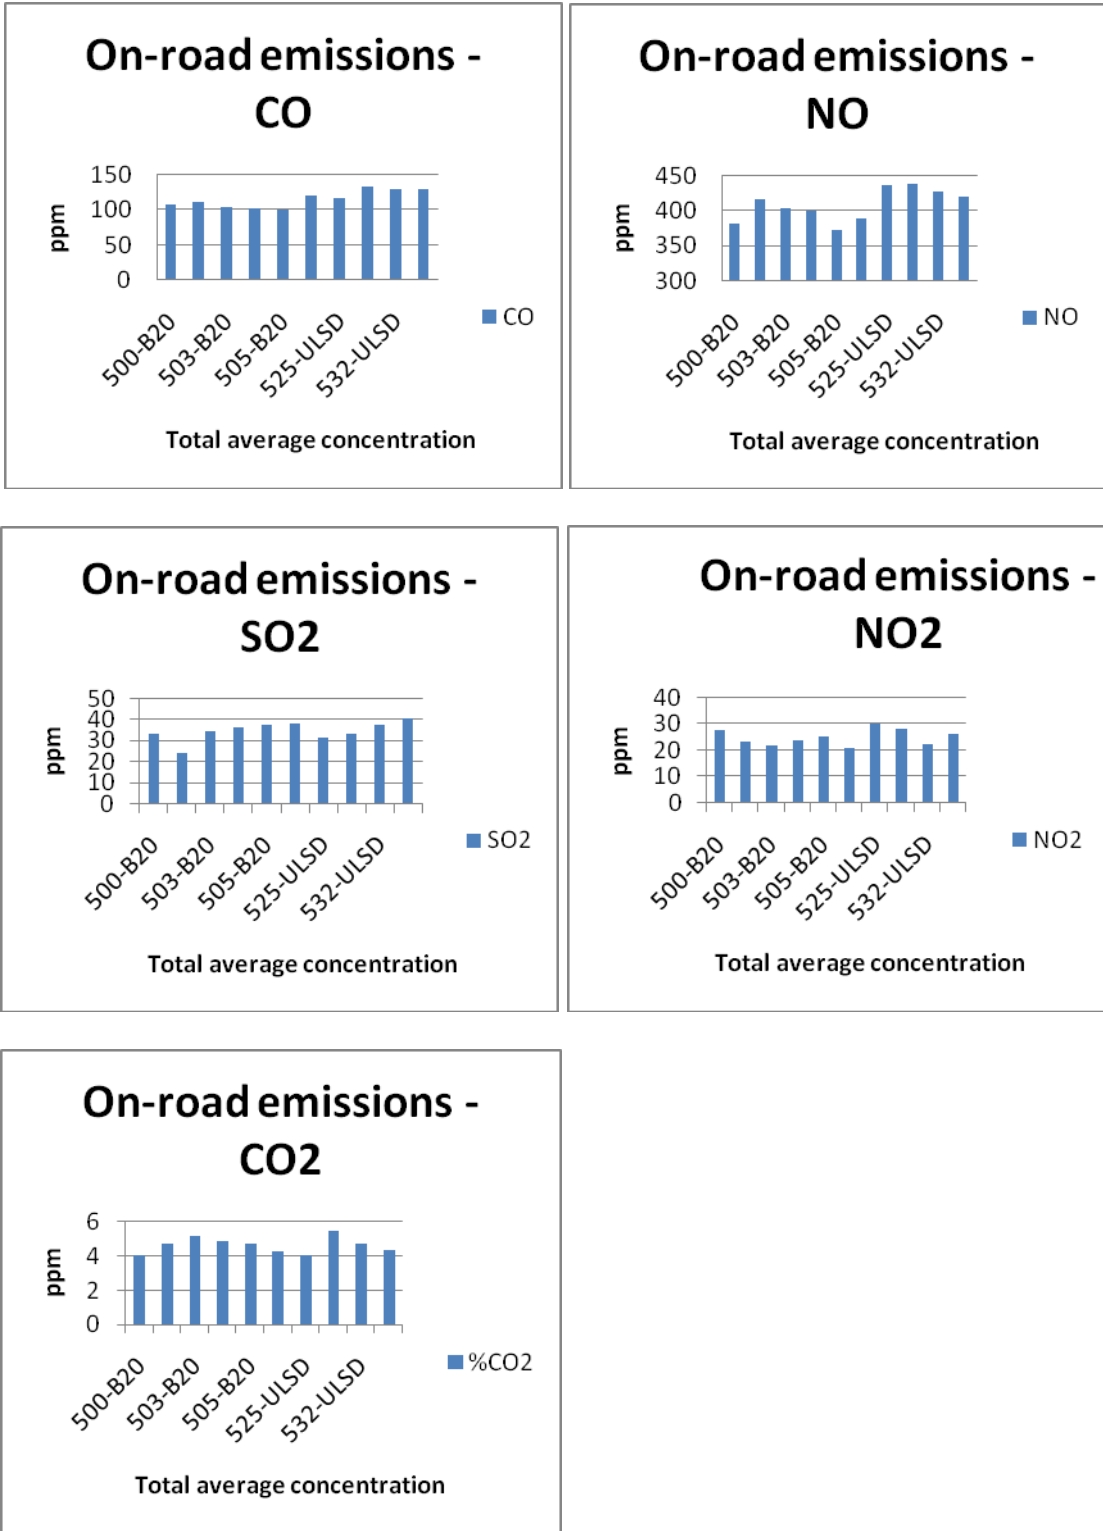 On-road emissions -
CO
150
100
50
0
ppm
500-B20
503-B20
505-B20
525-ULSD
532-ULSD
CO
Total average concentration
On-road emissions -
NO
450
400
350
300
ppm
500-B20
503-B20
505-B20
525-ULSD
532-ULSD
NO
Total average concentration
On-road emissions -
SO2
50
40
30
20
10
0
ppm
500-B20
503-B20
505-B20
525-ULSD
532-ULSD
SO2
Total average concentration
On-road emissions -
NO2
40
30
20
10
0
ppm
500-B20
503-B20
505-B20
525-ULSD
532-ULSD
NO2
Total average concentration
On-road emissions -
CO2
6
4
2
0
ppm
500-B20
503-B20
505-B20
525-ULSD
532-ULSD
%CO2
Total average concentration